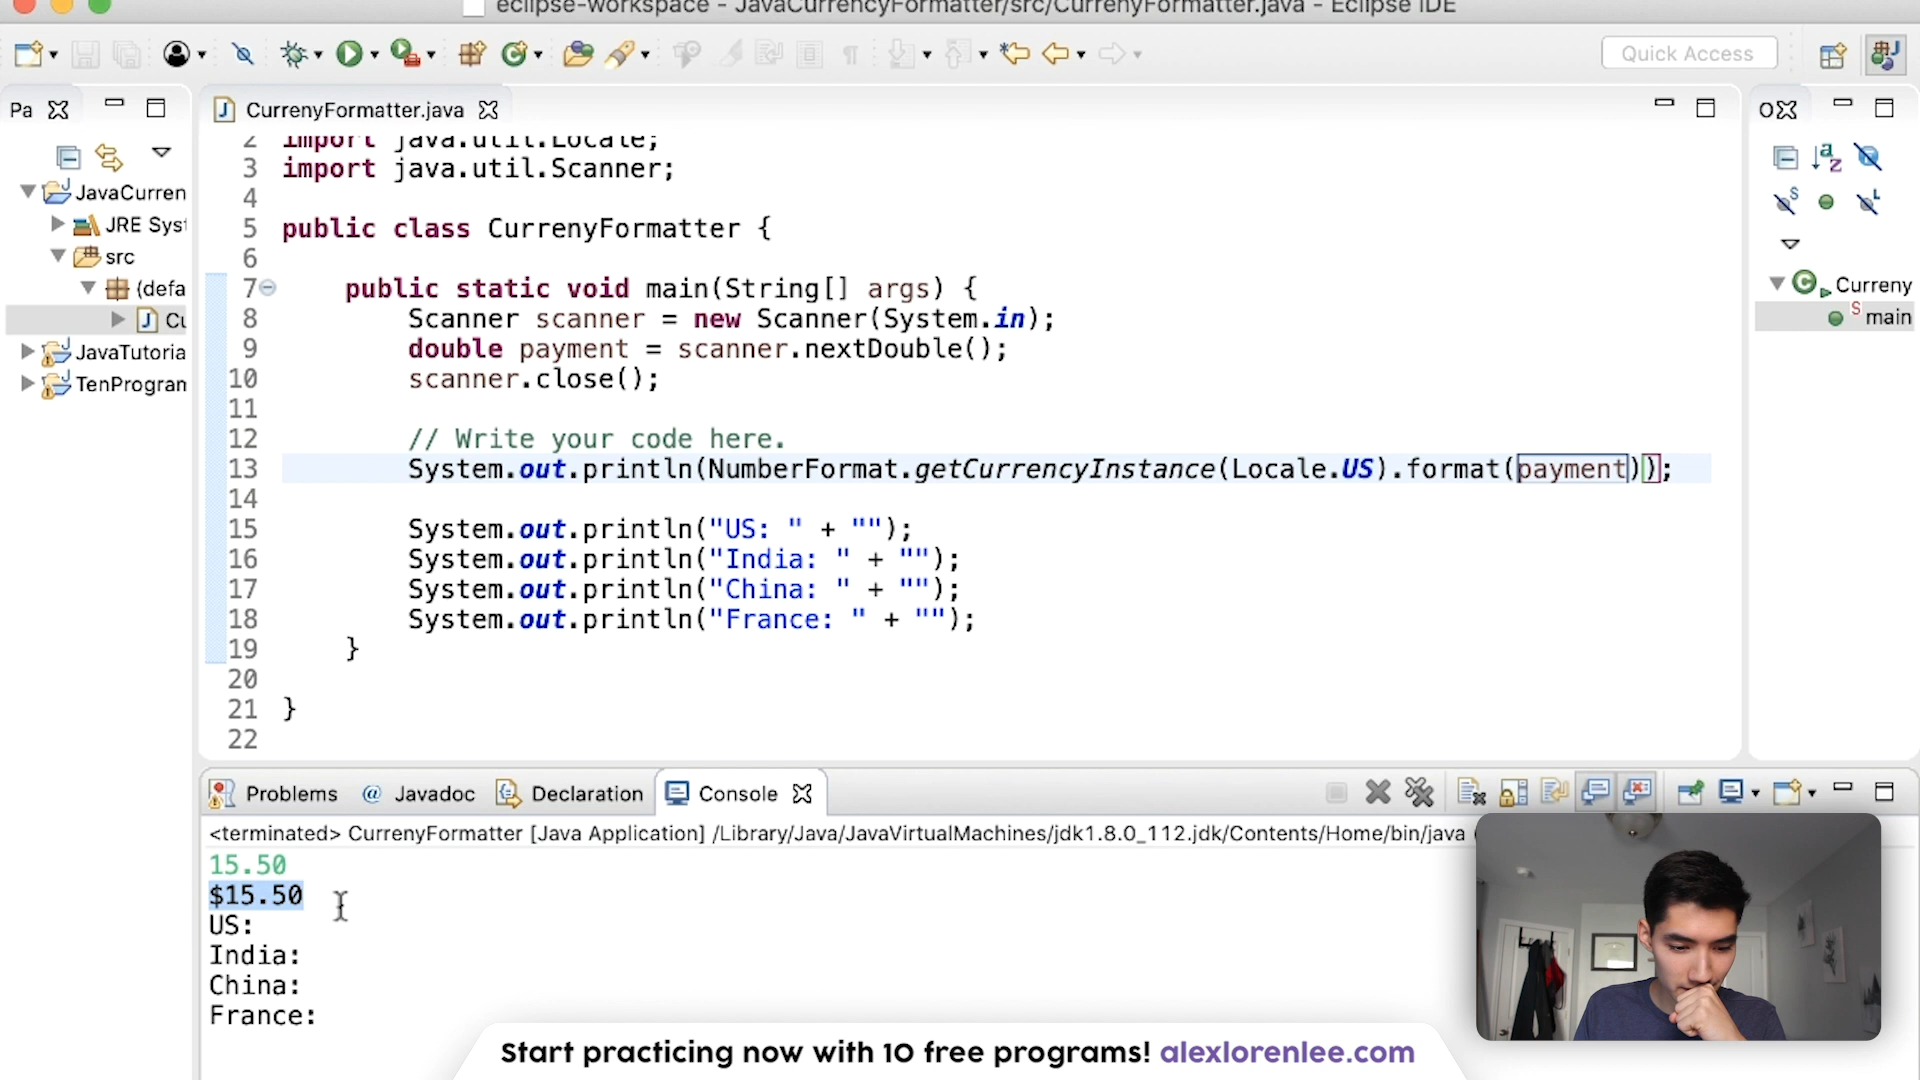 eclipse-workspace - JavaCurrencyFormatter/src/CurrenyFormatter.java - Eclipse IDE
Quick Access
Pa
CurrenyFormatter.java
O
JavaCurren
JRE Syst
src
(defa
Cu
JavaTutoria
TenProgran
2 import java.util.Locale;
3 import java.util.Scanner;
4
5 public class CurrenyFormatter {
6
7 public static void main(String[] args) {
8 Scanner scanner = new Scanner(System.in);
9 double payment = scanner.nextDouble();
10 scanner.close();
11
12 // Write your code here.
13 System.out.println(NumberFormat.getCurrencyInstance(Locale.US).format(payment));
14
15 System.out.println("US: " + "");
16 System.out.println("India: " + "");
17 System.out.println("China: " + "");
18 System.out.println("France: " + "");
19 }
20
21 }
22
Curreny
main
Problems @ Javadoc Declaration Console
<terminated> CurrenyFormatter [Java Application] /Library/Java/JavaVirtualMachines/jdk1.8.0_112.jdk/Contents/Home/bin/java (
15.50
$15.50
US:
India:
China:
France:
Start practicing now with 10 free programs! alexlorenlee.com